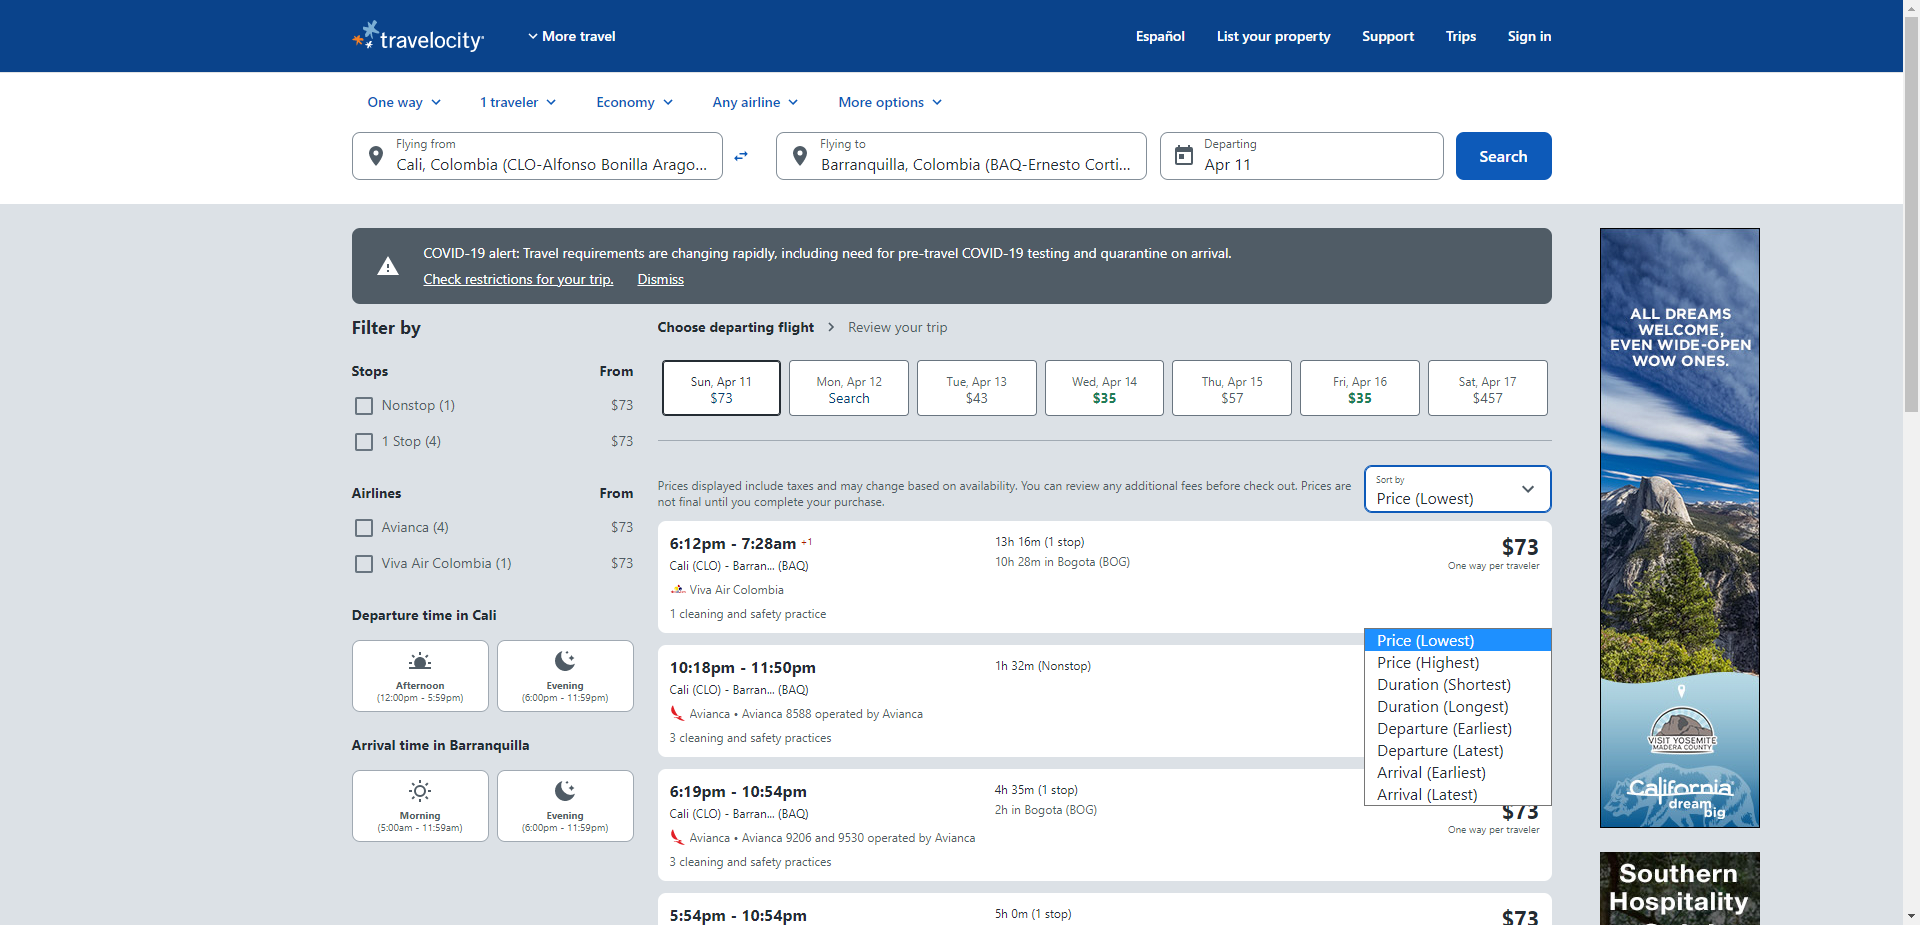 travelocity
More travel
Español
List your property
Support
Trips
Sign in
One way
1 traveler
Economy
Any airline
More options
Flying from
Cali, Colombia (CLO-Alfonso Bonilla Arago...
Flying to
Barranquilla, Colombia (BAQ-Ernesto Corti...
Departing
Apr 11
Search
COVID-19 alert: Travel requirements are changing rapidly, including need for pre-travel COVID-19 testing and quarantine on arrival.
Check restrictions for your trip.
Dismiss
Filter by
Stops From
Nonstop (1) $73
1 Stop (4) $73
Airlines From
Avianca (4) $73
Viva Air Colombia (1) $73
Departure time in Cali
Afternoon
(12:00pm - 5:59pm)
Evening
(6:00pm - 11:59pm)
Arrival time in Barranquilla
Morning
(5:00am - 11:59am)
Evening
(6:00pm - 11:59pm)
Choose departing flight
Review your trip
Sun, Apr 11
$73
Mon, Apr 12
Search
Tue, Apr 13
$43
Wed, Apr 14
$35
Thu, Apr 15
$57
Fri, Apr 16
$35
Sat, Apr 17
$457
Prices displayed include taxes and may change based on availability. You can review any additional fees before check out. Prices are
not final until you complete your purchase.
Sort by
Price (Lowest)
6:12pm - 7:28am +1
Cali (CLO) - Barran... (BAQ)
Viva Air Colombia
1 cleaning and safety practice
13h 16m (1 stop)
10h 28m in Bogota (BOG)
$73
One way per traveler
10:18pm - 11:50pm
Cali (CLO) - Barran... (BAQ)
Avianca • Avianca 8588 operated by Avianca
3 cleaning and safety practices
1h 32m (Nonstop)
Price (Lowest)
Price (Highest)
Duration (Shortest)
Duration (Longest)
Departure (Earliest)
Departure (Latest)
Arrival (Earliest)
Arrival (Latest)
6:19pm - 10:54pm
Cali (CLO) - Barran... (BAQ)
Avianca • Avianca 9206 and 9530 operated by Avianca
3 cleaning and safety practices
4h 35m (1 stop)
2h in Bogota (BOG)
$73
One way per traveler
5:54pm - 10:54pm
5h 0m (1 stop)
$73
ALL DREAMS
WELCOME,
EVEN WIDE-OPEN
WOW ONES.
VISIT YOSEMITE
MADERA COUNTY
California
dream
big
Southern
Hospitality